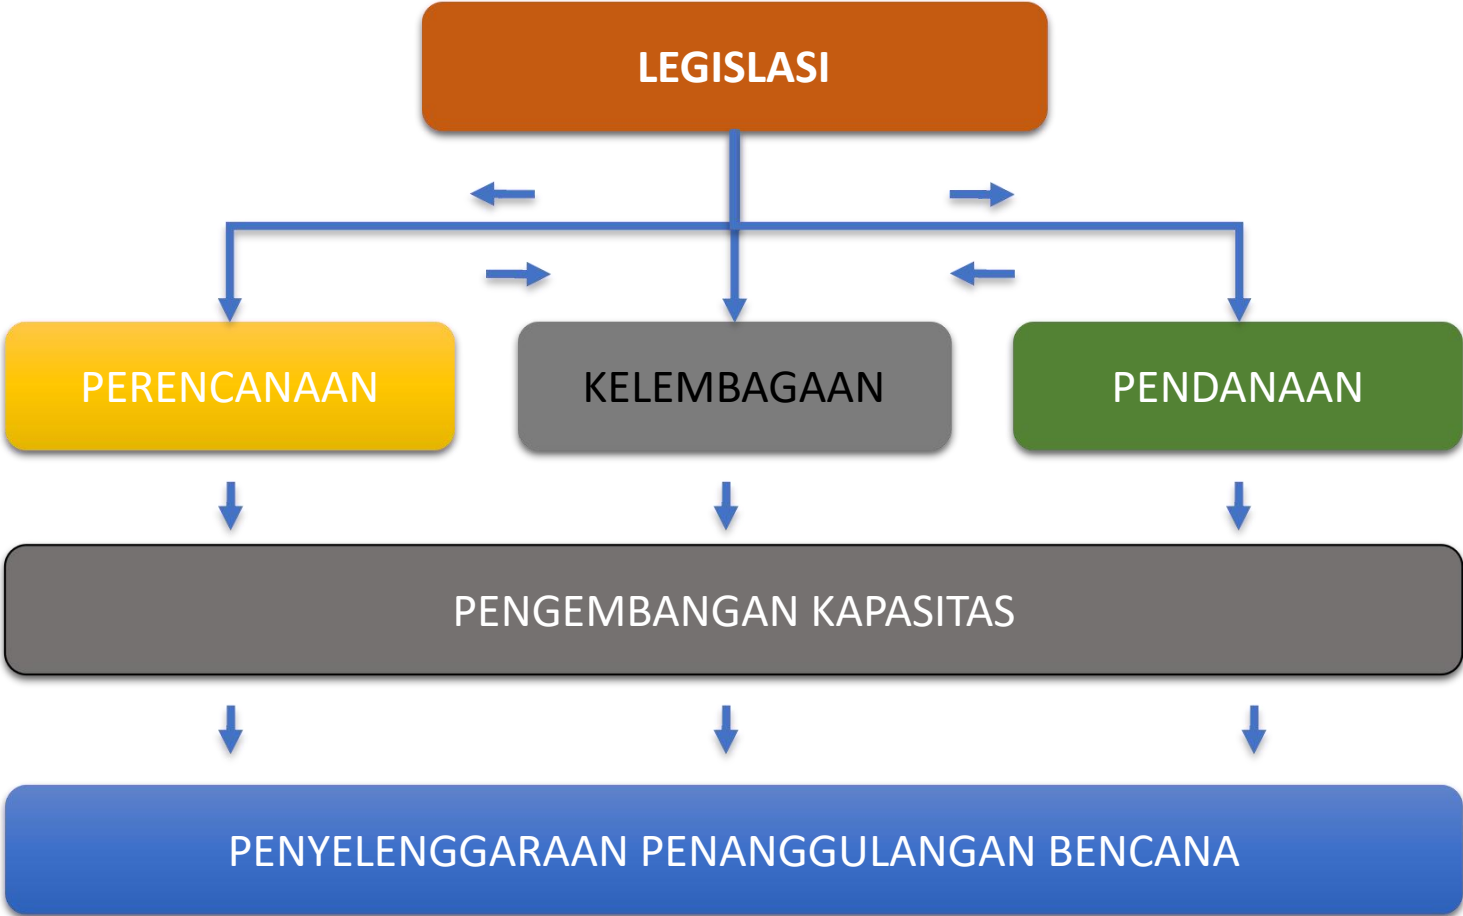 LEGISLASI
PERENCANAAN
KELEMBAGAAN
PENDANAAN
PENGEMBANGAN KAPASITAS
PENYELENGGARAAN PENANGGULANGAN BENCANA